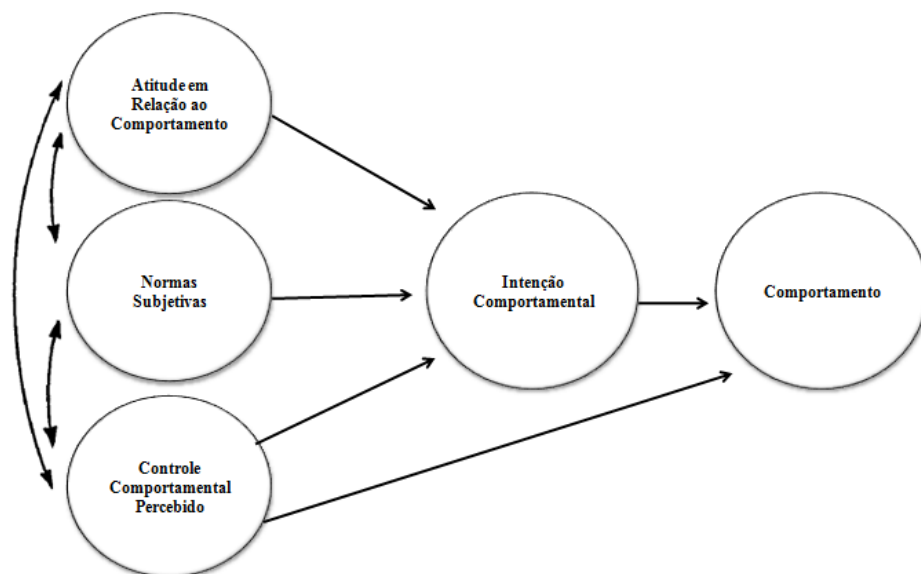 Atitude em
Relação ao
Comportamento
Normas
Subjetivas
Intenção
Comportamental
Comportamento
Controle
Comportamental
Percebido